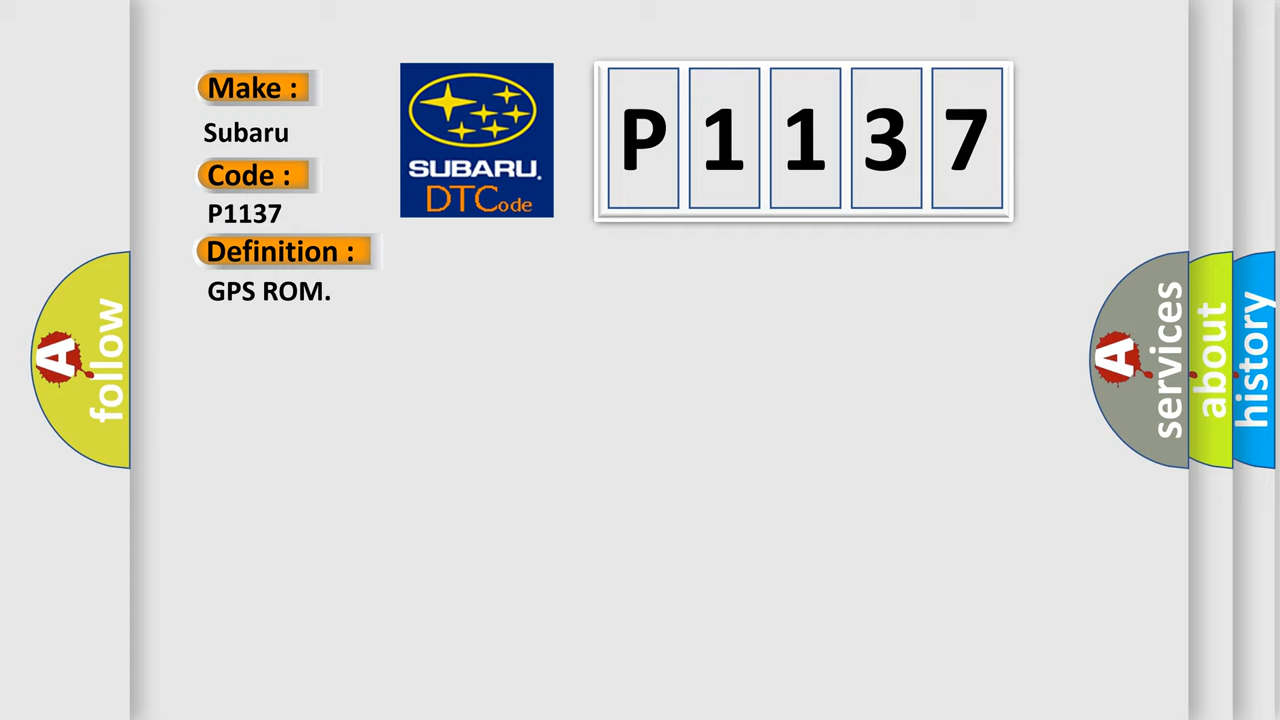 Make :
Subaru
Code :
P1137
Definition :
GPS ROM.
SUBARU.
DTCode
P 1 1 3 7
A follow
A services
about
history